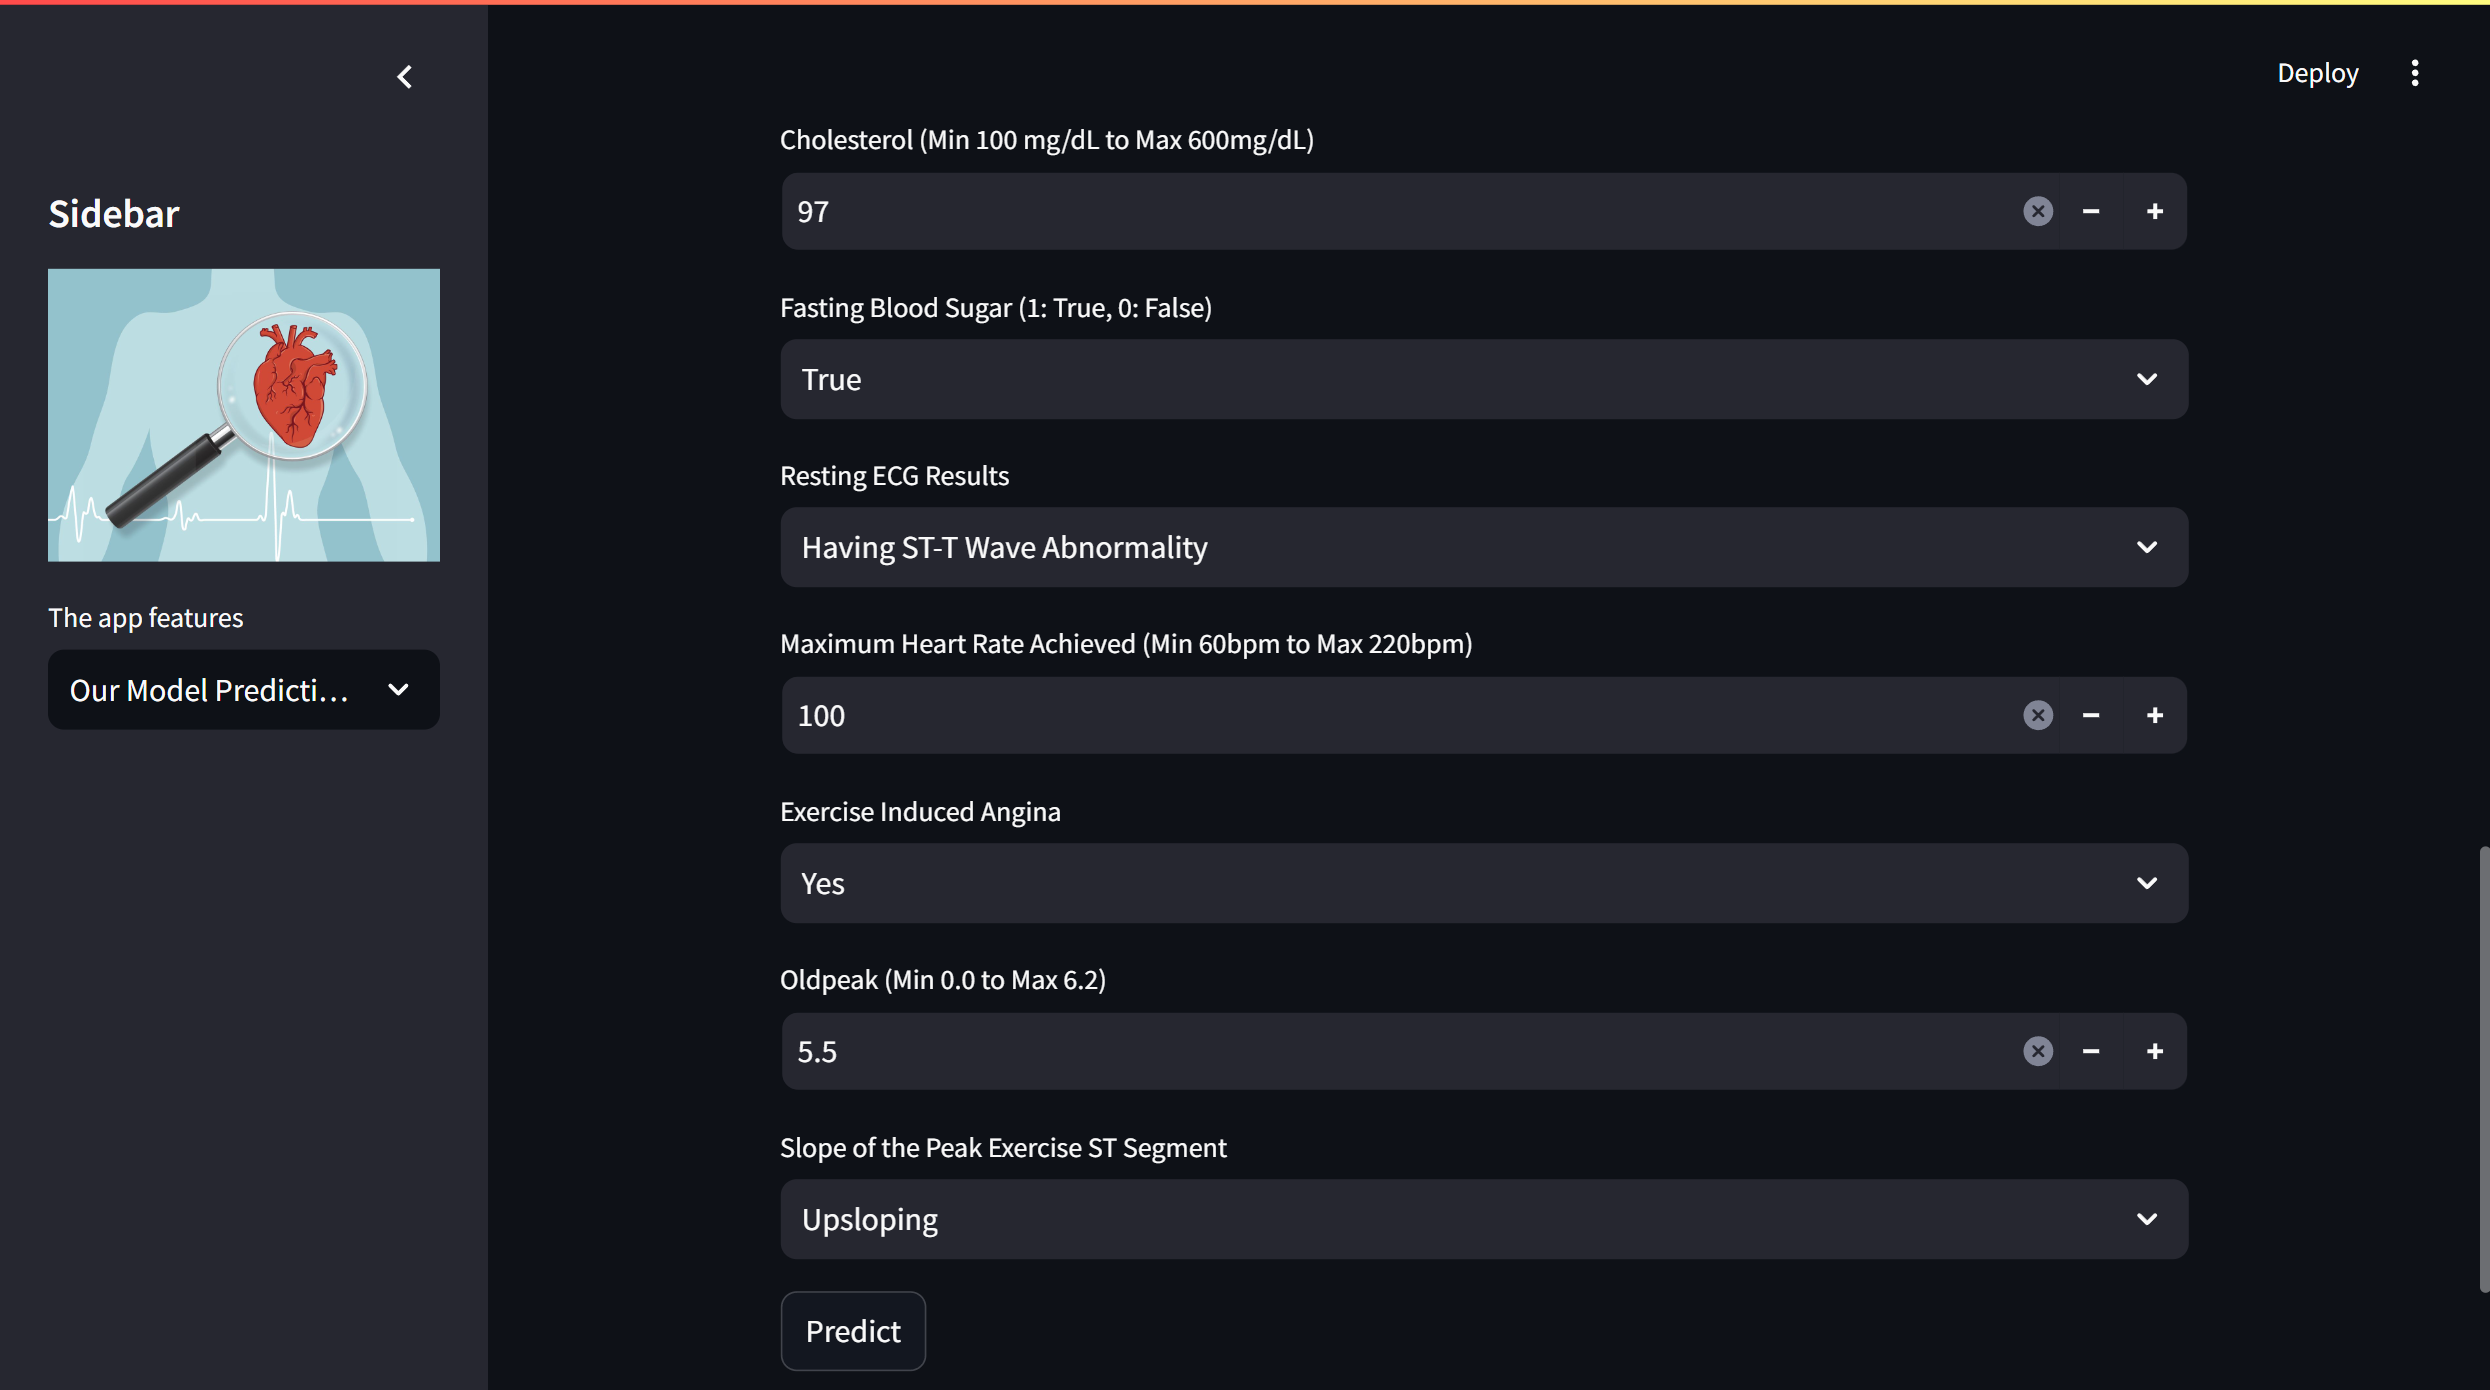 Deploy
Sidebar
The app features
Our Model Predicti...
Cholesterol (Min 100 mg/dL to Max 600mg/dL)
97
Fasting Blood Sugar (1: True, 0: False)
True
Resting ECG Results
Having ST-T Wave Abnormality
Maximum Heart Rate Achieved (Min 60bpm to Max 220bpm)
100
Exercise Induced Angina
Yes
Oldpeak (Min 0.0 to Max 6.2)
5.5
Slope of the Peak Exercise ST Segment
Upsloping
Predict